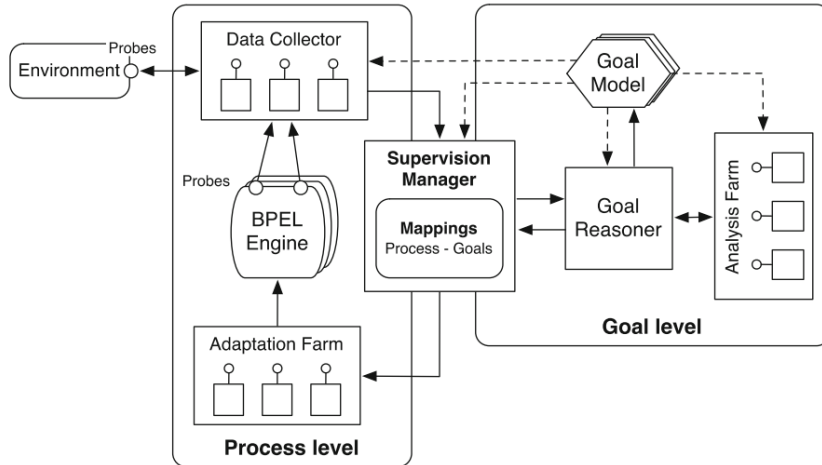 Probes
Environment
Data Collector
Goal
Model
Supervision
Manager
Mappings
Process - Goals
Probes
BPEL
Engine
Goal
Reasoner
Analysis Farm
Goal level
Adaptation Farm
Process level